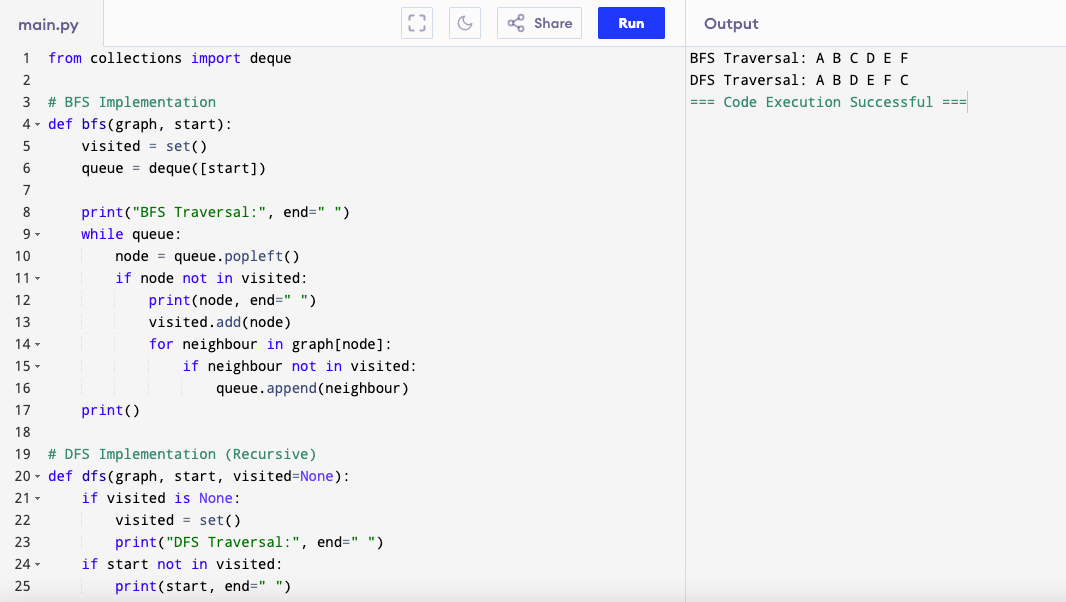 main.py
Share
Run
Output
1 from collections import deque
2
3 # BFS Implementation
4 def bfs(graph, start):
5     visited = set()
6     queue = deque([start])
7
8     print("BFS Traversal:", end=" ")
9     while queue:
10         node = queue.popleft()
11         if node not in visited:
12             print(node, end=" ")
13             visited.add(node)
14             for neighbour in graph[node]:
15                 if neighbour not in visited:
16                     queue.append(neighbour)
17     print()
18
19 # DFS Implementation (Recursive)
20 def dfs(graph, start, visited=None):
21     if visited is None:
22         visited = set()
23         print("DFS Traversal:", end=" ")
24     if start not in visited:
25         print(start, end=" ")
BFS Traversal: A B C D E F
DFS Traversal: A B D E F C
=== Code Execution Successful ===